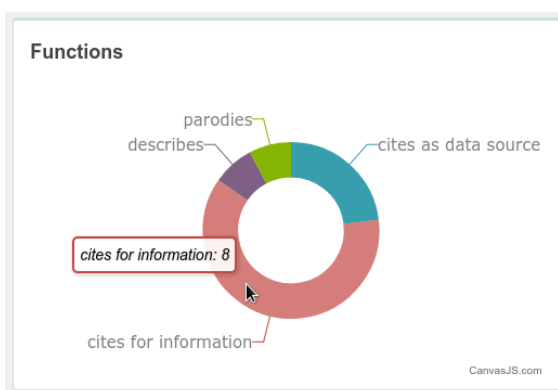 Functions
parodies
describes
cites as data source
cites for information: 8
cites for information
CanvasJS.com